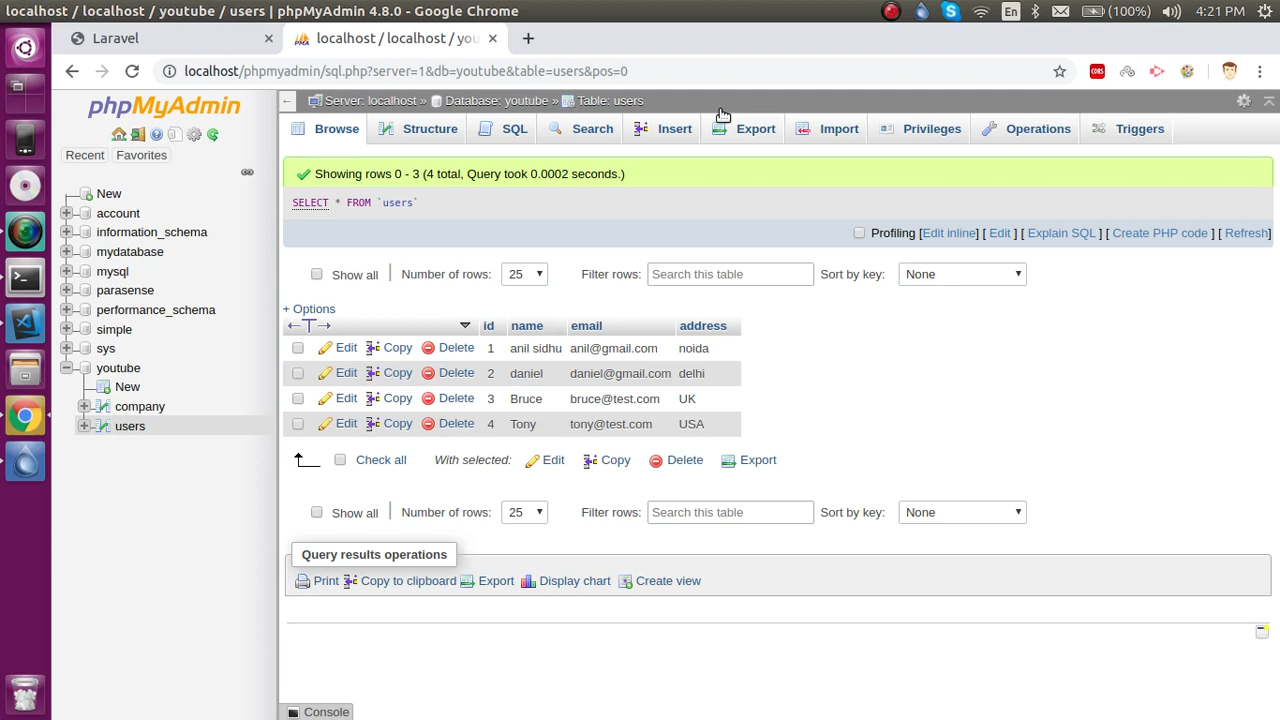 localhost / localhost / youtube / users | phpMyAdmin 4.8.0 - Google Chrome
En (100%) 4:21 PM
Laravel
localhost / localhost / you
localhost/phpmyadmin/sql.php?server=1&db=youtube&table=users&pos=0
CORS
phpMyAdmin
Recent Favorites
New
account
information_schema
mydatabase
mysql
parasense
performance_schema
simple
sys
youtube
New
company
users
Server: localhost » Database: youtube » Table: users
Browse Structure SQL Search Insert Export Import Privileges Operations Triggers
Showing rows 0 - 3 (4 total, Query took 0.0002 seconds.)
SELECT * FROM `users`
Profiling [Edit inline] [ Edit ] [ Explain SQL ] [ Create PHP code ] [ Refresh]
Show all Number of rows: 25 Filter rows: Search this table Sort by key: None
+ Options
←T→ id name email address
Edit Copy Delete 1 anil sidhu anil@gmail.com noida
Edit Copy Delete 2 daniel daniel@gmail.com delhi
Edit Copy Delete 3 Bruce bruce@test.com UK
Edit Copy Delete 4 Tony tony@test.com USA
Check all With selected: Edit Copy Delete Export
Show all Number of rows: 25 Filter rows: Search this table Sort by key: None
Query results operations
Print Copy to clipboard Export Display chart Create view
Console